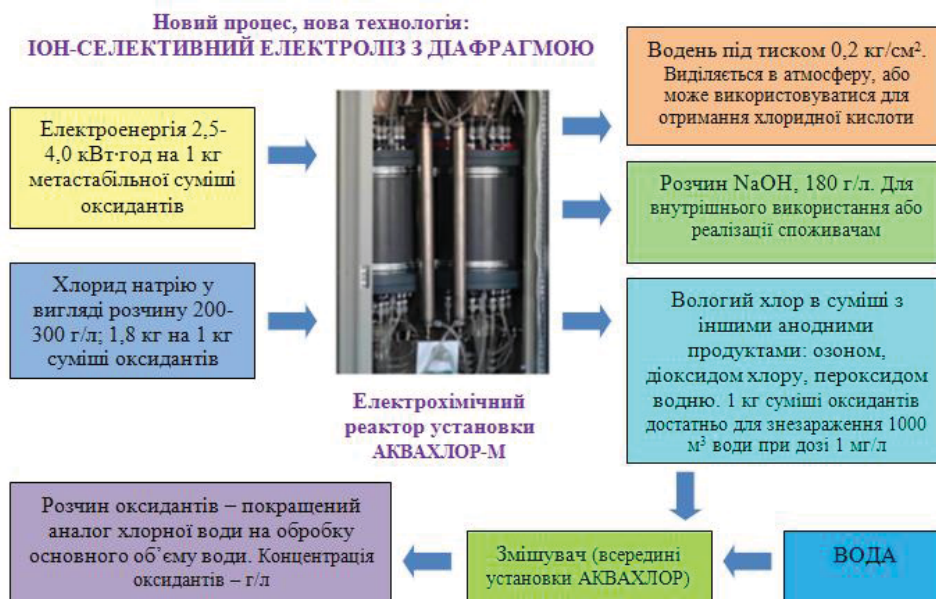 Новий процес, нова технологія:
ІОН-СЕЛЕКТИВНИЙ ЕЛЕКТРОЛІЗ З ДІАФРАГМОЮ
Електроенергія 2,5-
4,0 кВт·год на 1 кг
метастабільної суміші
оксидантів
Хлорид натрію у
вигляді розчину 200-
300 г/л; 1,8 кг на 1 кг
суміші оксидантів
Електрохімічний
реактор установки
АКВАХЛОР-М
Водень під тиском 0,2 кг/см².
Виділяється в атмосферу, або
може використовуватися для
отримання хлоридної кислоти
Розчин NaOH, 180 г/л. Для
внутрішнього використання або
реалізації споживачам
Вологий хлор в суміші з
іншими анодними
продуктами: озоном,
діоксидом хлору, пероксидом
водню. 1 кг суміші оксидантів
достатньо для знезараження 1000
м³ води при дозі 1 мг/л
Розчин оксидантів – покращений
аналог хлорної води на обробку
основного об’єму води. Концентрація
оксидантів – г/л
Змішувач (всередині
установки АКВАХЛОР)
ВОДА